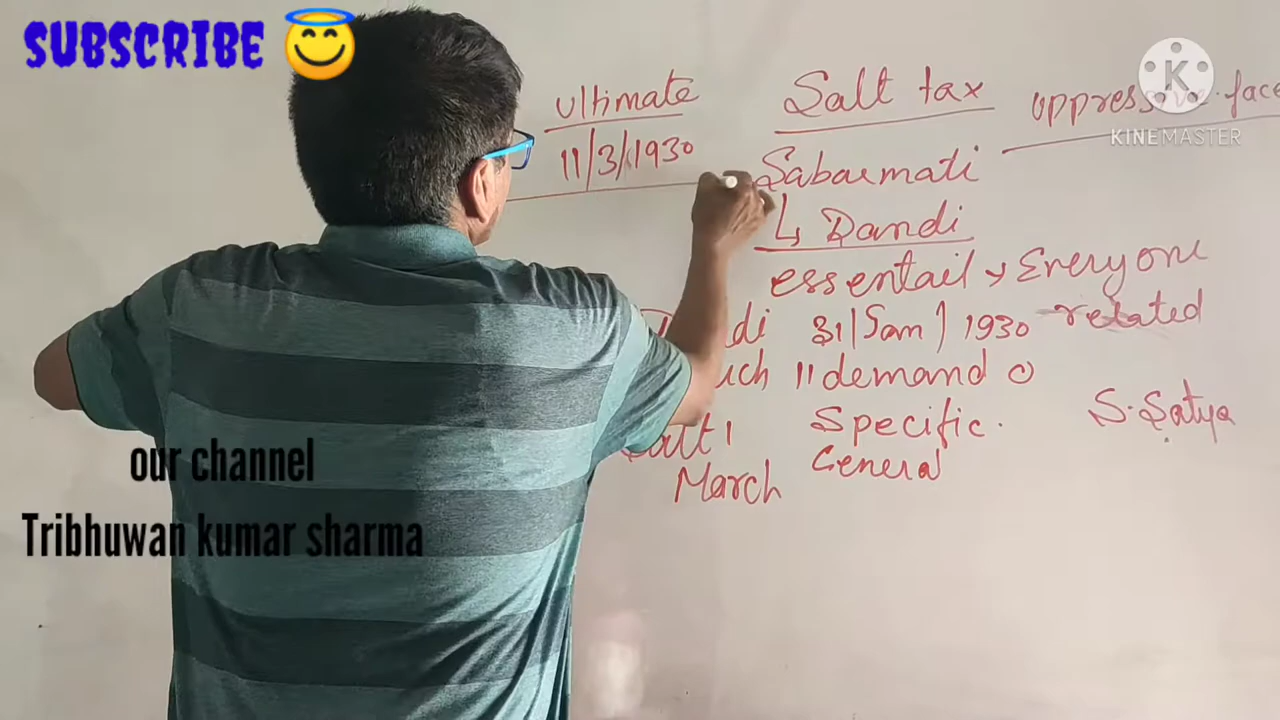 SUBSCRIBE
ultimate
11/3/1930
Salt tax
Sabarmati
↳ Dandi
essentail Everyone
31/Jan/1930 related
11 demand
Specific.
General
S. Satya
March
our channel
Tribhuwan kumar sharma
K
KINEMASTER